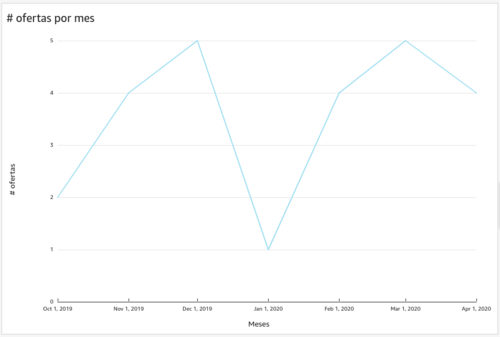 # ofertas por mes
5
4
3
2
1
0
# ofertas
Oct 1, 2019 Nov 1, 2019 Dec 1, 2019 Jan 1, 2020 Feb 1, 2020 Mar 1, 2020 Apr 1, 2020
Meses